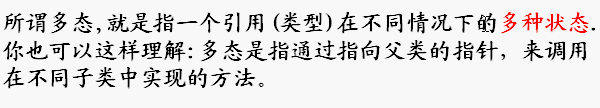 所谓多态,就是指一个引用(类型)在不同情况下的多种状态.
你也可以这样理解:多态是指通过指向父类的指针，来调用
在不同子类中实现的方法。